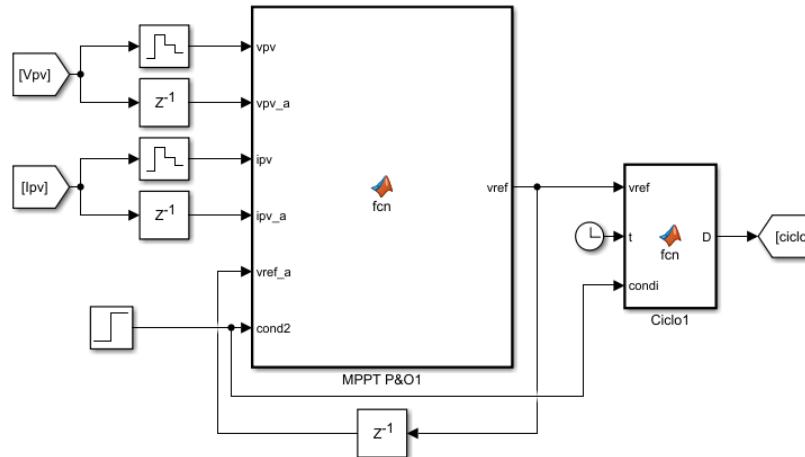 [Vpv]
Z-1
[Ipv]
Z-1
vpv
vpv_a
ipv
ipv_a
vref_a
cond2
fcn
vref
MPPT P&O1
Z-1
vref
t
condi
fcn
D
Ciclo1
[ciclo